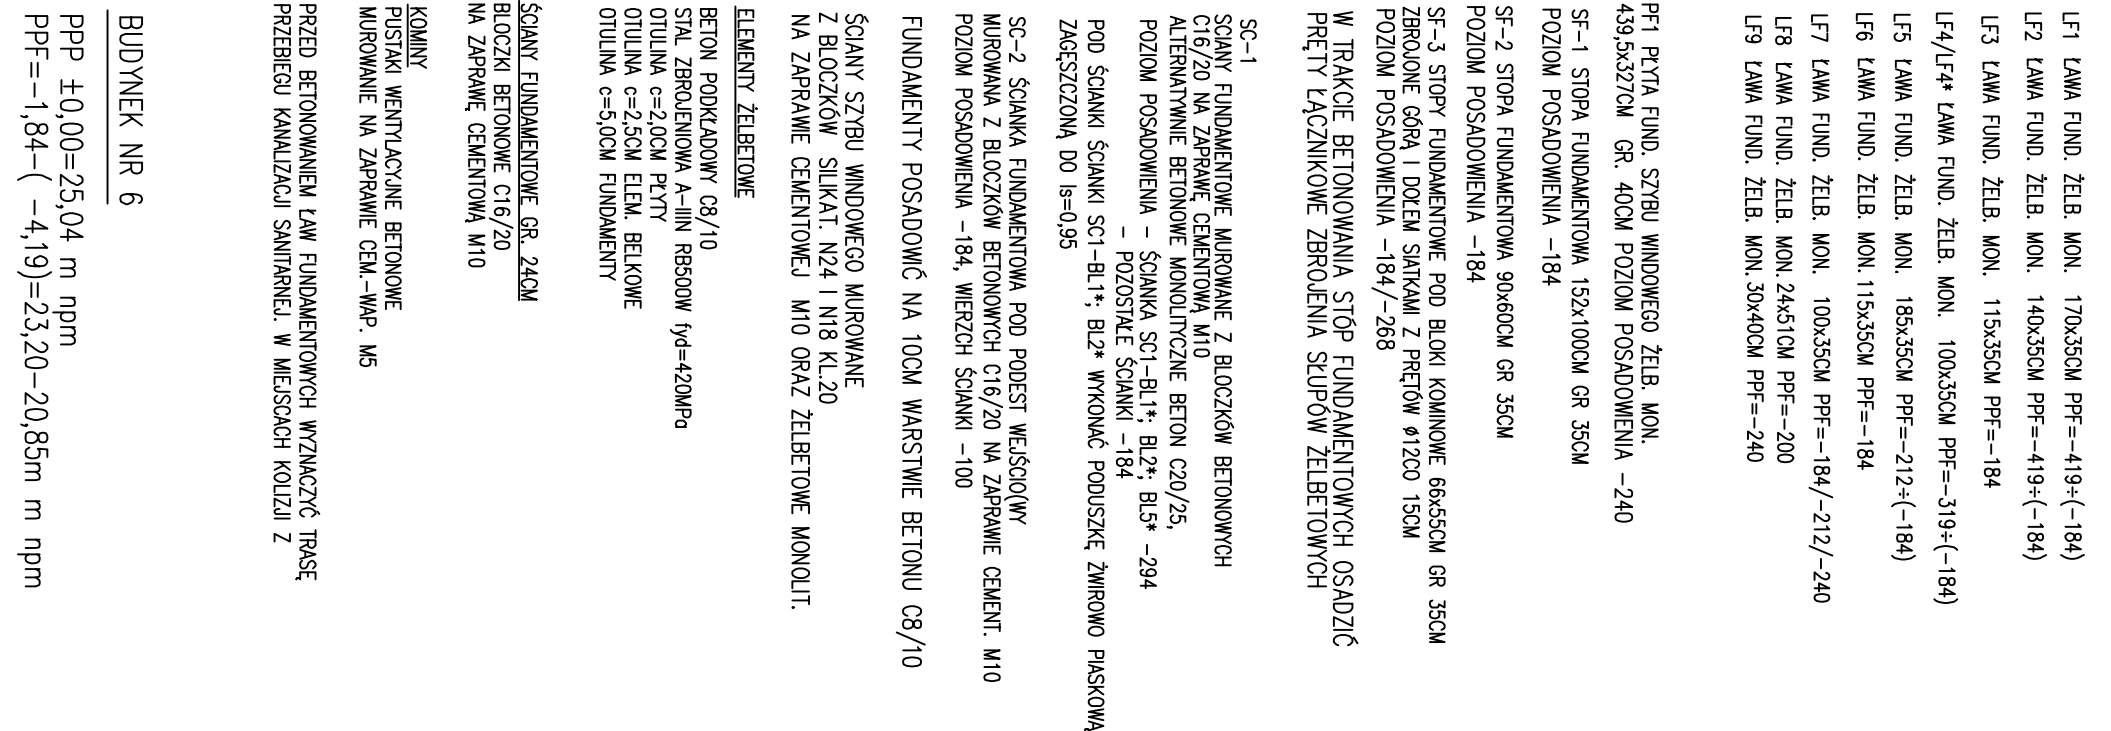 LF1 ŁAWA FUND. ŻELB. MON. 170x35CM PPF=-419÷(-184)
LF2 ŁAWA FUND. ŻELB. MON. 140x35CM PPF=-419÷(-184)
LF3 ŁAWA FUND. ŻELB. MON. 115x35CM PPF=-184
LF4/LF4* ŁAWA FUND. ŻELB. MON. 100x35CM PPF=-319÷(-184)
LF5 ŁAWA FUND. ŻELB. MON. 185x35CM PPF=-212÷(-184)
LF6 ŁAWA FUND. ŻELB. MON. 115x35CM PPF=-184
LF7 ŁAWA FUND. ŻELB. MON. 100x35CM PPF=-184/-212/-240
LF8 ŁAWA FUND. ŻELB. MON. 24x51CM PPF=-200
LF9 ŁAWA FUND. ŻELB. MON. 30x40CM PPF=-240
PF1 PŁYTA FUND. SZYBU WINDOWEGO ŻELB. MON.
439,5x327CM GR. 40CM POZIOM POSADOWIENIA -240
SF-1 STOPA FUNDAMENTOWA 152x100CM GR 35CM
POZIOM POSADOWIENIA -184
SF-2 STOPA FUNDAMENTOWA 90x60CM GR 35CM
POZIOM POSADOWIENIA -184
SF-3 STOPY FUNDAMENTOWE POD BLOKI KOMINOWE 66x55CM GR 35CM
ZBROJONE GÓRĄ I DOŁEM SIATKAMI Z PRĘTÓW ø12CO 15CM
POZIOM POSADOWIENIA -184/-268
W TRAKCIE BETONOWANIA STÓP FUNDAMENTOWYCH OSADZIĆ
PRĘTY ŁĄCZNIKOWE ZBROJENIA SŁUPÓW ŻELBETOWYCH
SC-1
SCIANY FUNDAMENTOWE MUROWANE Z BLOCZKÓW BETONOWYCH
C16/20 NA ZAPRAWĘ CEMENTOWĄ M10
ALTERNATYWNIE BETONOWE MONOLITYCZNE BETON C20/25,
POZIOM POSADOWIENIA - ŚCIANKA SC1-BL1*; BL2*; BL5* -294
- POZOSTAŁE ŚCIANKI -184
POD ŚCIANKI ŚCIANKI SC1-BL1*; BL2* WYKONAĆ PODUSZKĘ ŻWIROWO PIASKOWĄ
ZAGĘSZCZONĄ DO Is=0,95
SC-2 ŚCIANKA FUNDAMENTOWA POD PODEST WEJŚCIO(WY
MUROWANA Z BLOCZKÓW BETONOWYCH C16/20 NA ZAPRAWIE CEMENT. M10
POZIOM POSADOWIENIA -184, WIERZCH ŚCIANKI -100
FUNDAMENTY POSADOWIĆ NA 10CM WARSTWIE BETONU C8/10
ŚCIANY SZYBU WINDOWEGO MUROWANE
Z BLOCZKÓW SILIKAT. N24 I N18 KL.20
NA ZAPRAWIE CEMENTOWEJ M10 ORAZ ŻELBETOWE MONOLIT.
ELEMENTY ŻELBETOWE
BETON PODKŁADOWY C8/10
STAL ZBROJENIOWA A-IIIN RB500W fyd=420MPa
OTULINA c=2,0CM PŁYTY
OTULINA c=2,5CM ELEM. BELKOWE
OTULINA c=5,0CM FUNDAMENTY
ŚCIANY FUNDAMENTOWE GR. 24CM
BLOCZKI BETONOWE C16/20
NA ZAPRAWĘ CEMENTOWĄ M10
KOMINY
PUSTAKI WENTYLACYJNE BETONOWE
MUROWANIE NA ZAPRAWIE CEM.-WAP. M5
PRZED BETONOWANIEM ŁAW FUNDAMENTOWYCH WYZNACZYĆ TRASĘ
PRZEBIEGU KANALIZACJI SANITARNEJ. W MIEJSCACH KOLIZJI Z
BUDYNEK NR 6
PPP ±0,00=25,04 m npm
PPF=-1,84-( -4,19)=23,20-20,85m m npm